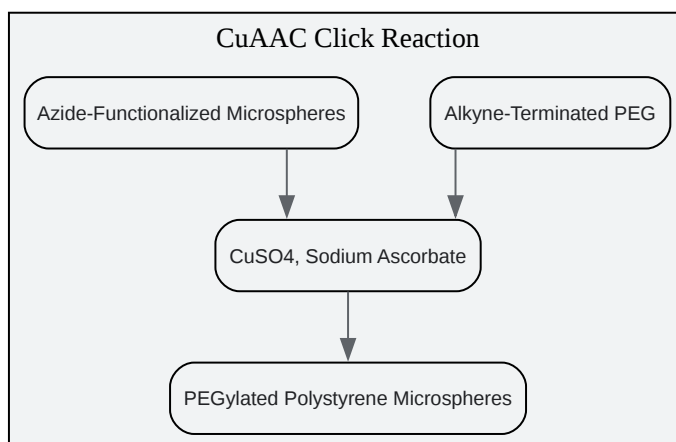 CuAAC Click Reaction
Azide-Functionalized Microspheres
Alkyne-Terminated PEG
CuSO4, Sodium Ascorbate
PEGylated Polystyrene Microspheres